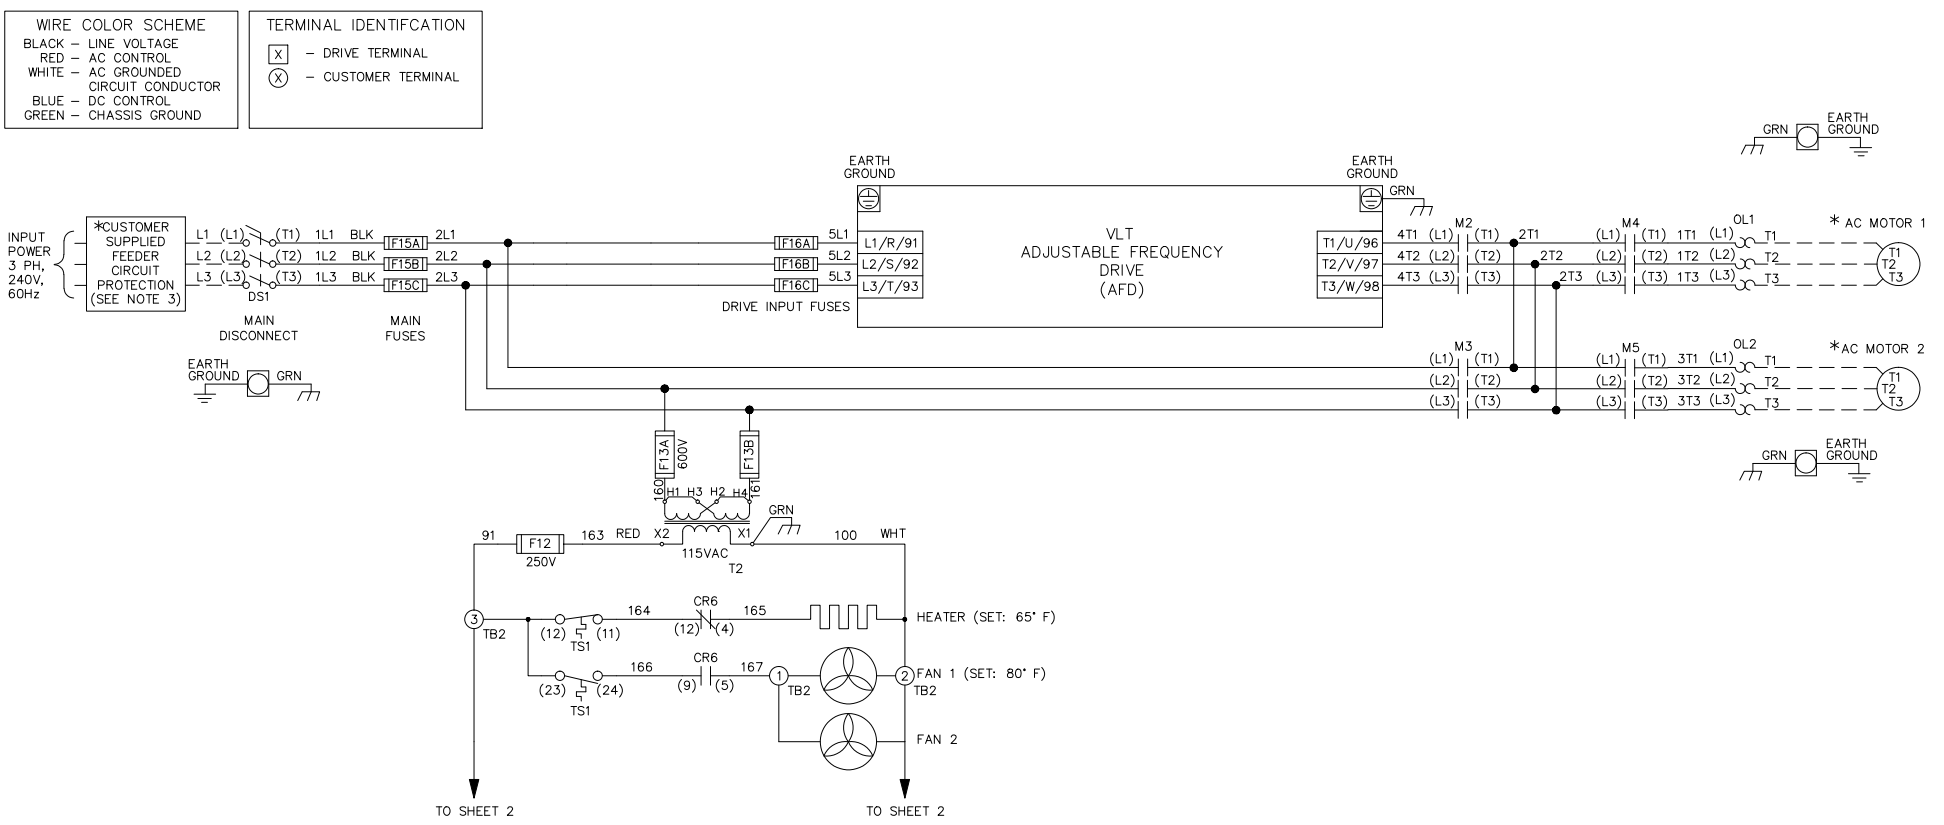 WIRE COLOR SCHEME
BLACK – LINE VOLTAGE
RED – AC CONTROL
WHITE – AC GROUNDED
CIRCUIT CONDUCTOR
BLUE – DC CONTROL
GREEN – CHASSIS GROUND
TERMINAL IDENTIFCATION
X – DRIVE TERMINAL
X – CUSTOMER TERMINAL
EARTH
GROUND
GRN
EARTH
GROUND
EARTH
GROUND
GRN
INPUT
POWER
3 PH,
240V,
60Hz
*CUSTOMER
SUPPLIED
FEEDER
CIRCUIT
PROTECTION
(SEE NOTE 3)
L1 (L1) (T1) 1L1 BLK F15A 2L1
L2 (L2) (T2) 1L2 BLK F15B 2L2
L3 (L3) (T3) 1L3 BLK F15C 2L3
DS1
MAIN
DISCONNECT
MAIN
FUSES
F16A 5L1 L1/R/91
F16B 5L2 L2/S/92
F16C 5L3 L3/T/93
DRIVE INPUT FUSES
VLT
ADJUSTABLE FREQUENCY
DRIVE
(AFD)
GRN
M2 M4 OL1 * AC MOTOR 1
T1/U/96 4T1 (L1) (T1) 2T1 (L1) (T1) 1T1 (L1) T1 T1
T2/V/97 4T2 (L2) (T2) 2T2 (L2) (T2) 1T2 (L2) T2 T2
T3/W/98 4T3 (L3) (T3) 2T3 (L3) (T3) 1T3 (L3) T3 T3
EARTH
GROUND GRN
M3 M5 OL2 *AC MOTOR 2
(L1) (T1) (L1) (T1) 3T1 (L1) T1 T1
(L2) (T2) (L2) (T2) 3T2 (L2) T2 T2
(L3) (T3) (L3) (T3) 3T3 (L3) T3 T3
GRN
EARTH
GROUND
F13A
600V
F13B
160
161
H1 H3 H2 H4
GRN
91 F12 163 RED X2 X1 100 WHT
250V
115VAC
T2
3
TB2
(12) (11) 164 CR6 165
TS1
(12) (4)
HEATER (SET: 65° F)
(23) (24) 166 CR6 167 1
TS1
(9) (5)
TB2
2 FAN 1 (SET: 80° F)
TB2
FAN 2
TO SHEET 2
TO SHEET 2